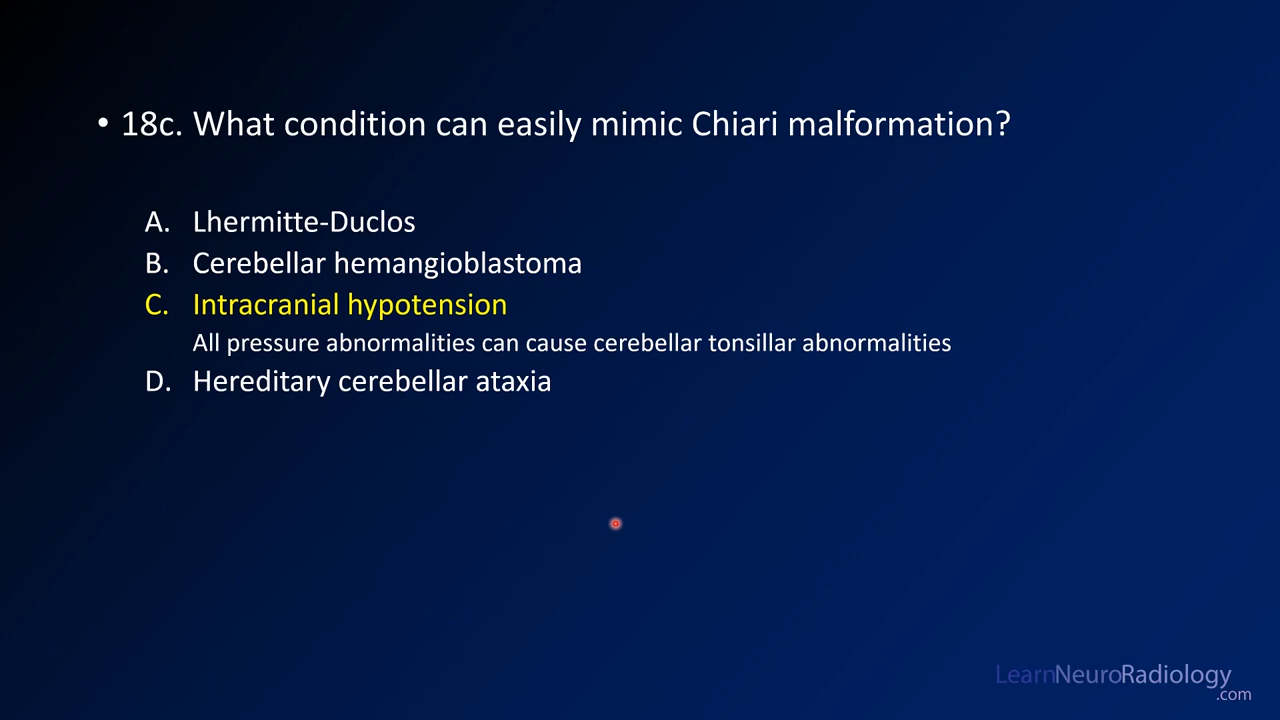 • 18c. What condition can easily mimic Chiari malformation?
A. Lhermitte-Duclos
B. Cerebellar hemangioblastoma
C. Intracranial hypotension
All pressure abnormalities can cause cerebellar tonsillar abnormalities
D. Hereditary cerebellar ataxia
LearnNeuroRadiology
.com